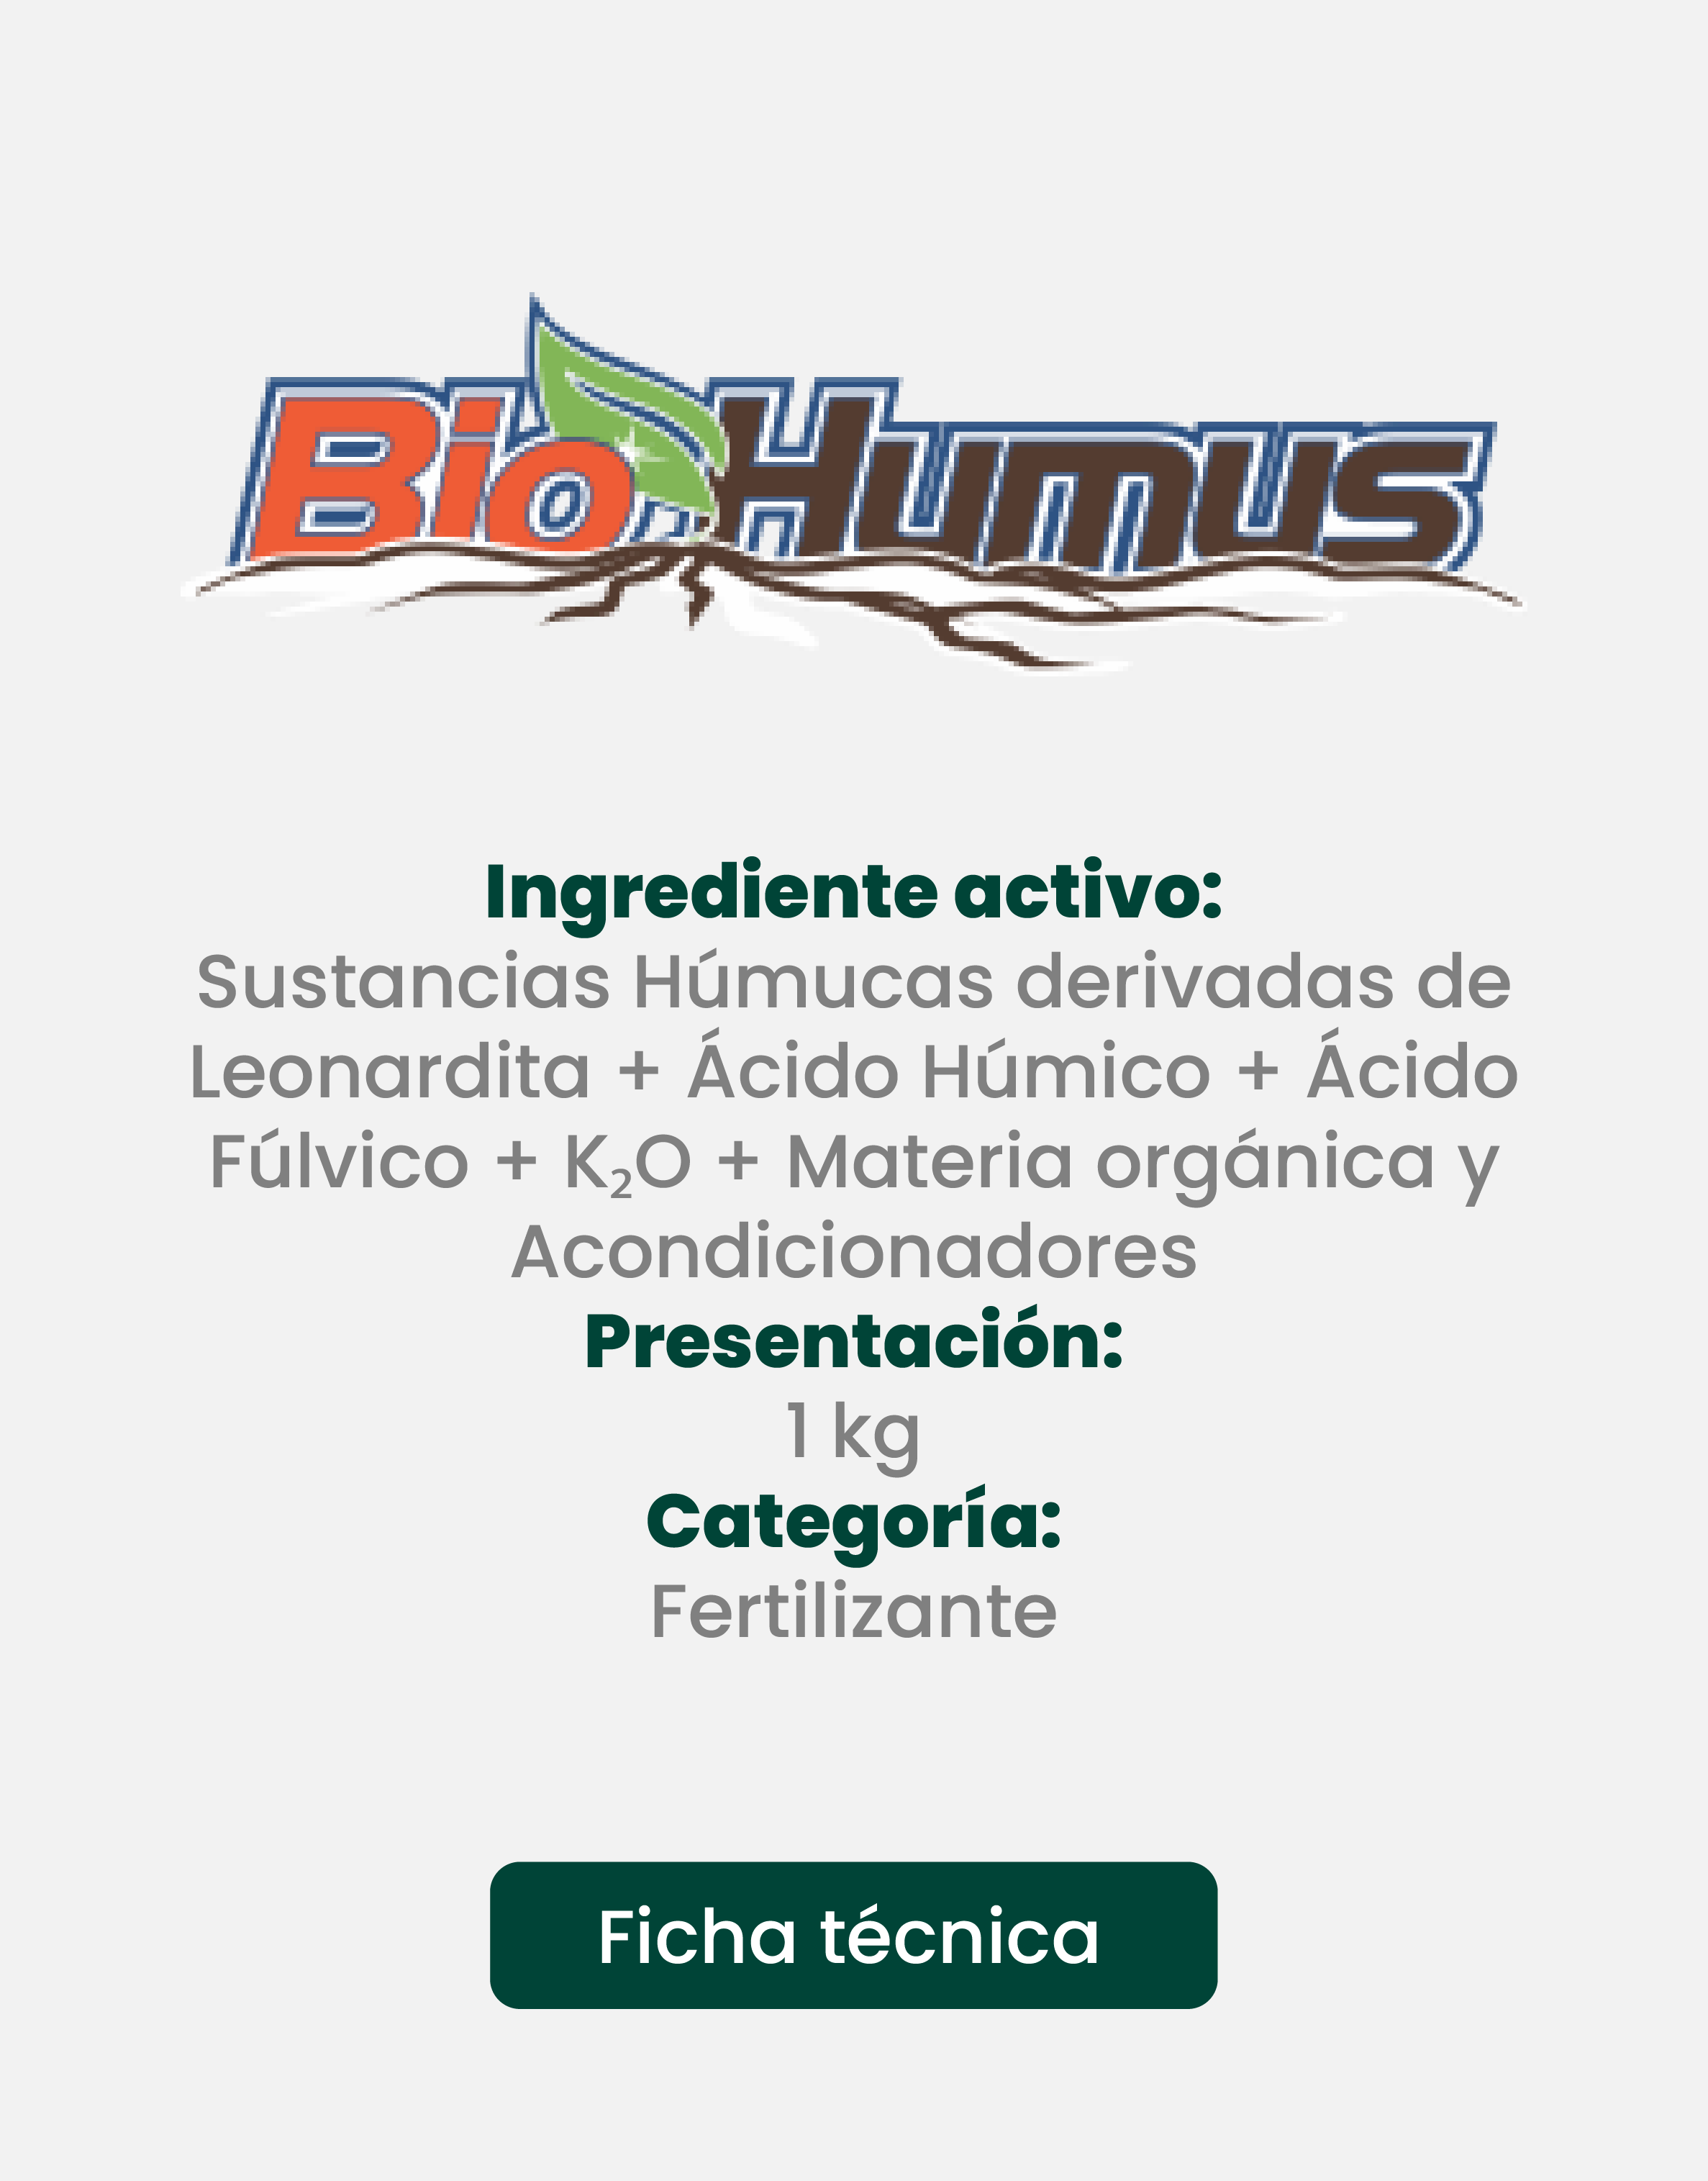 BioHumus
Ingrediente activo:
Sustancias Húmucas derivadas de
Leonardita + Ácido Húmico + Ácido
Fúlvico + K₂O + Materia orgánica y
Acondicionadores
Presentación:
1 kg
Categoría:
Fertilizante
Ficha técnica